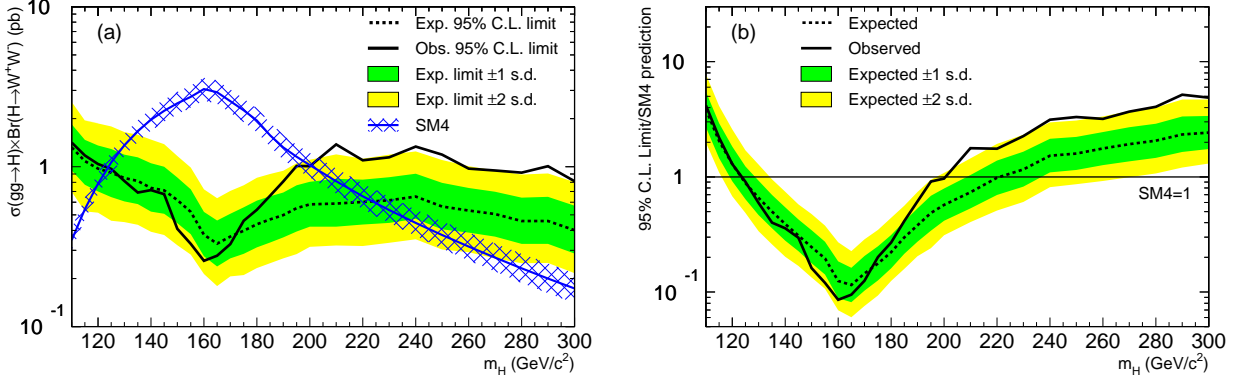 σ(gg→H)×Br(H→W⁺W⁻) (pb)
10
1
10⁻¹
(a)
Exp. 95% C.L. limit
Obs. 95% C.L. limit
Exp. limit ±1 s.d.
Exp. limit ±2 s.d.
SM4
120 140 160 180 200 220 240 260 280 300
m_H (GeV/c²)
95% C.L. Limit/SM4 prediction
10
1
10⁻¹
(b)
Expected
Observed
Expected ±1 s.d.
Expected ±2 s.d.
SM4=1
120 140 160 180 200 220 240 260 280 300
m_H (GeV/c²)